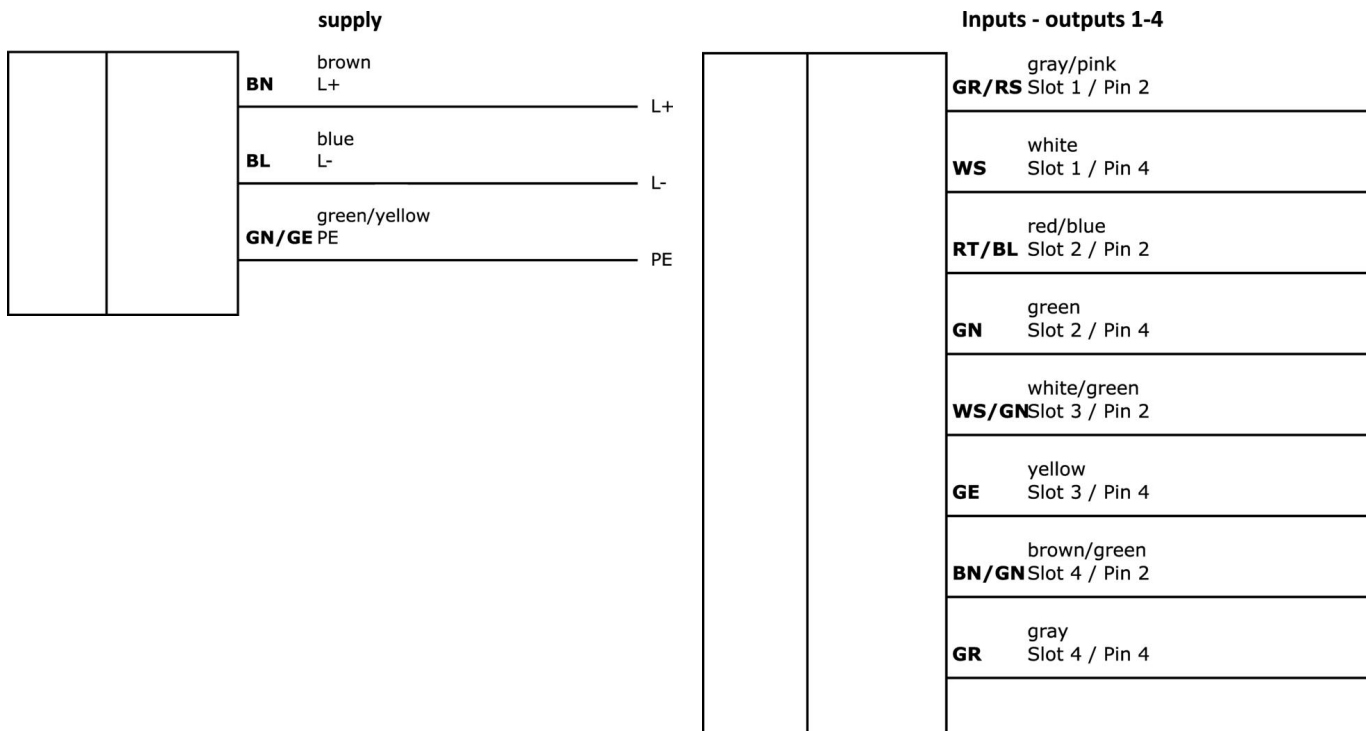 supply
brown
BN L+
L+
blue
BL L-
L-
green/yellow
GN/GE PE
PE
Inputs - outputs 1-4
gray/pink
GR/RS Slot 1 / Pin 2
white
WS Slot 1 / Pin 4
red/blue
RT/BL Slot 2 / Pin 2
green
GN Slot 2 / Pin 4
white/green
WS/GN Slot 3 / Pin 2
yellow
GE Slot 3 / Pin 4
brown/green
BN/GN Slot 4 / Pin 2
gray
GR Slot 4 / Pin 4